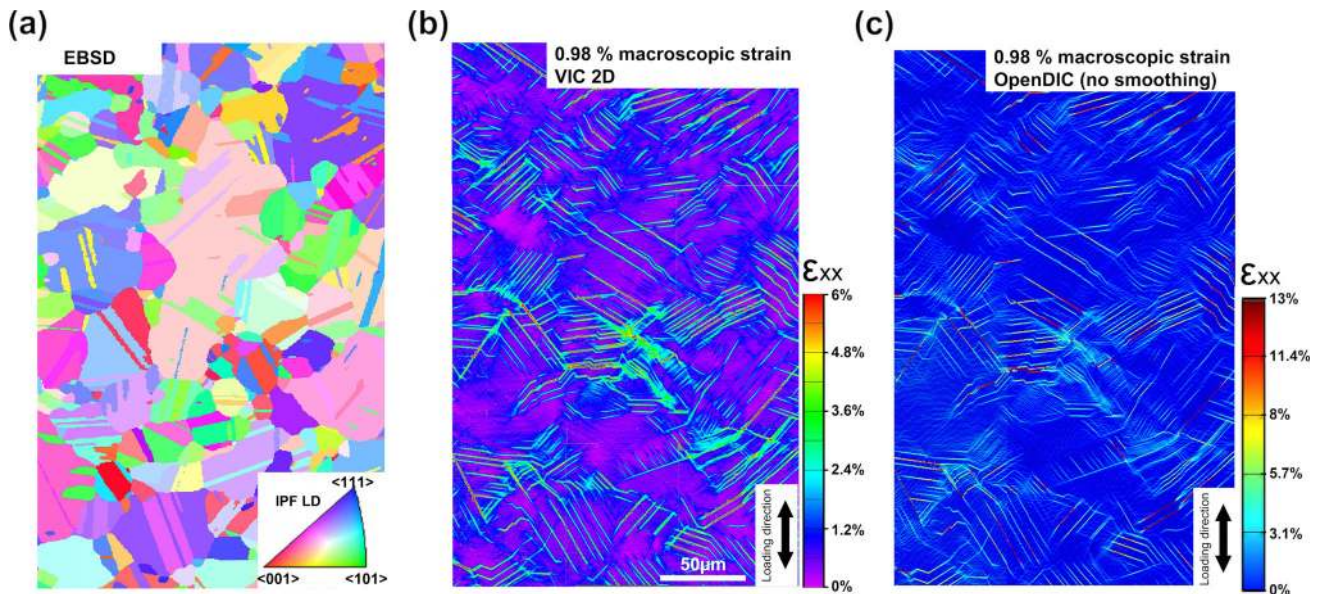 (a)
EBSD
IPF LD
<111>
<001>
<101>
(b)
0.98 % macroscopic strain
VIC 2D
εxx
6%
4.8%
3.6%
2.4%
1.2%
0%
Loading direction
50µm
(c)
0.98 % macroscopic strain
OpenDIC (no smoothing)
εxx
13%
11.4%
8%
5.7%
3.1%
0%
Loading direction